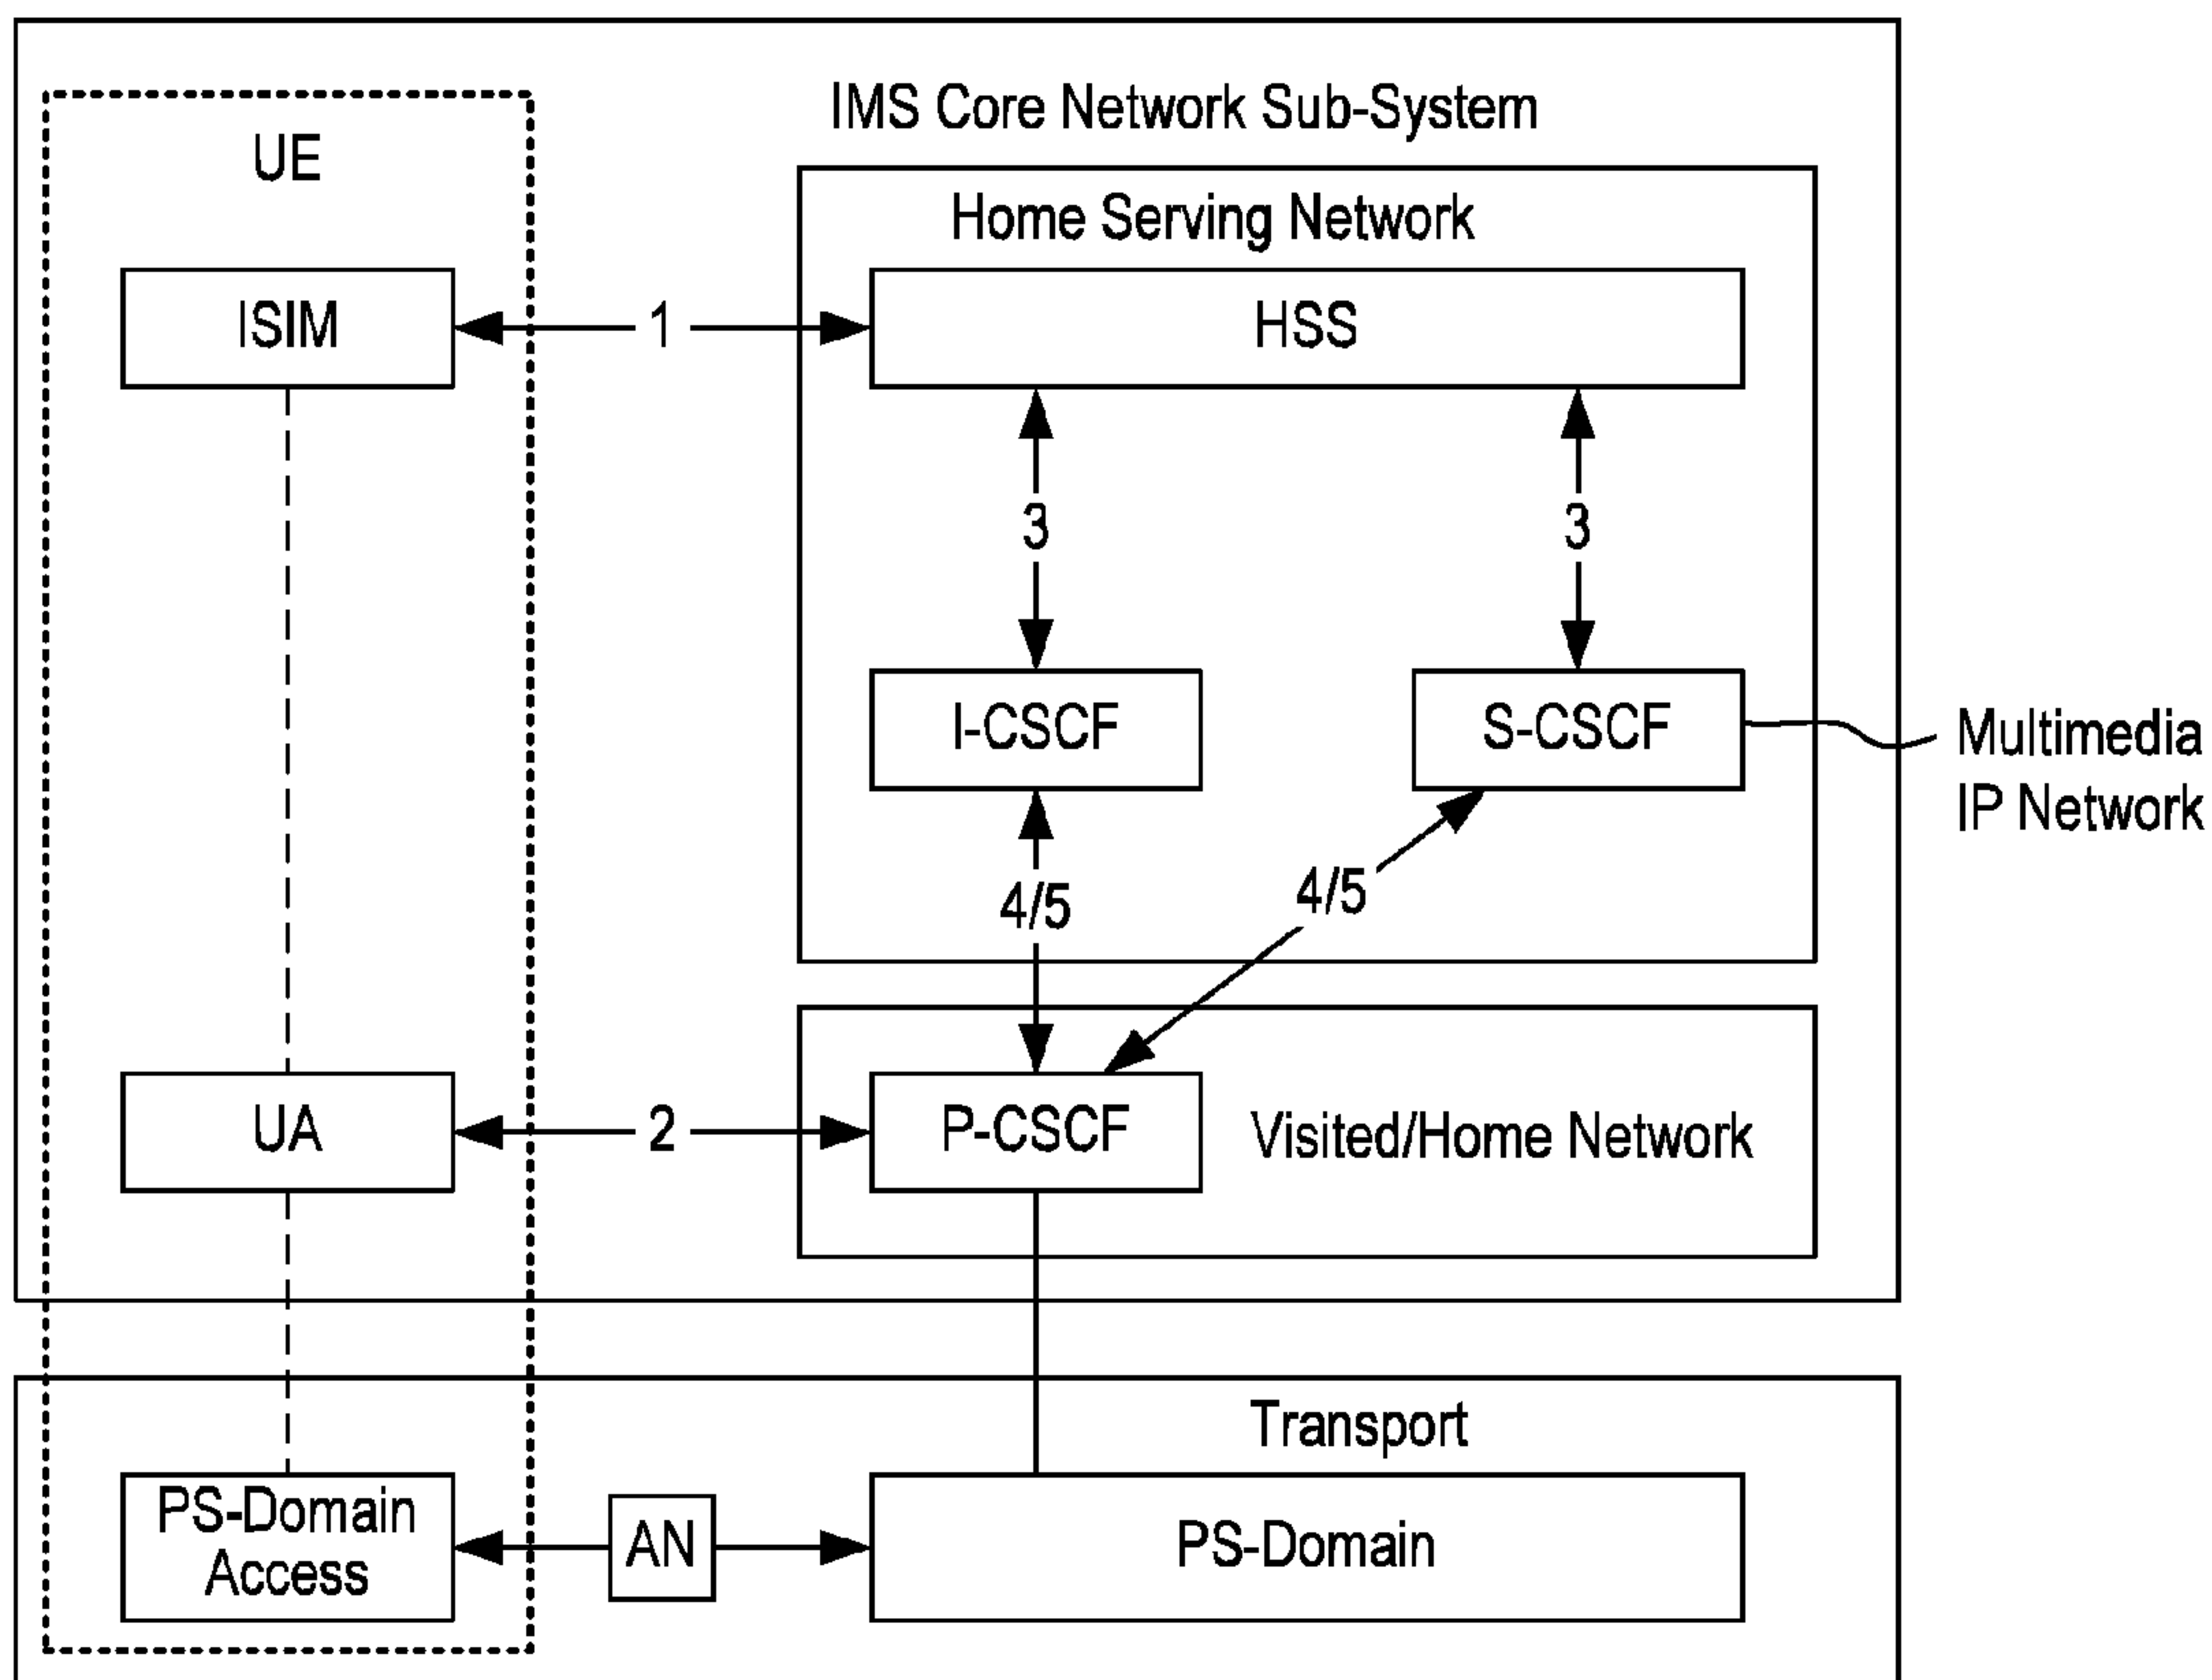 IMS Core Network Sub-System
UE
Home Serving Network
ISIM
1
HSS
3
3
I-CSCF
S-CSCF
Multimedia
IP Network
4/5
4/5
UA
2
P-CSCF
Visited/Home Network
Transport
PS-Domain
Access
AN
PS-Domain